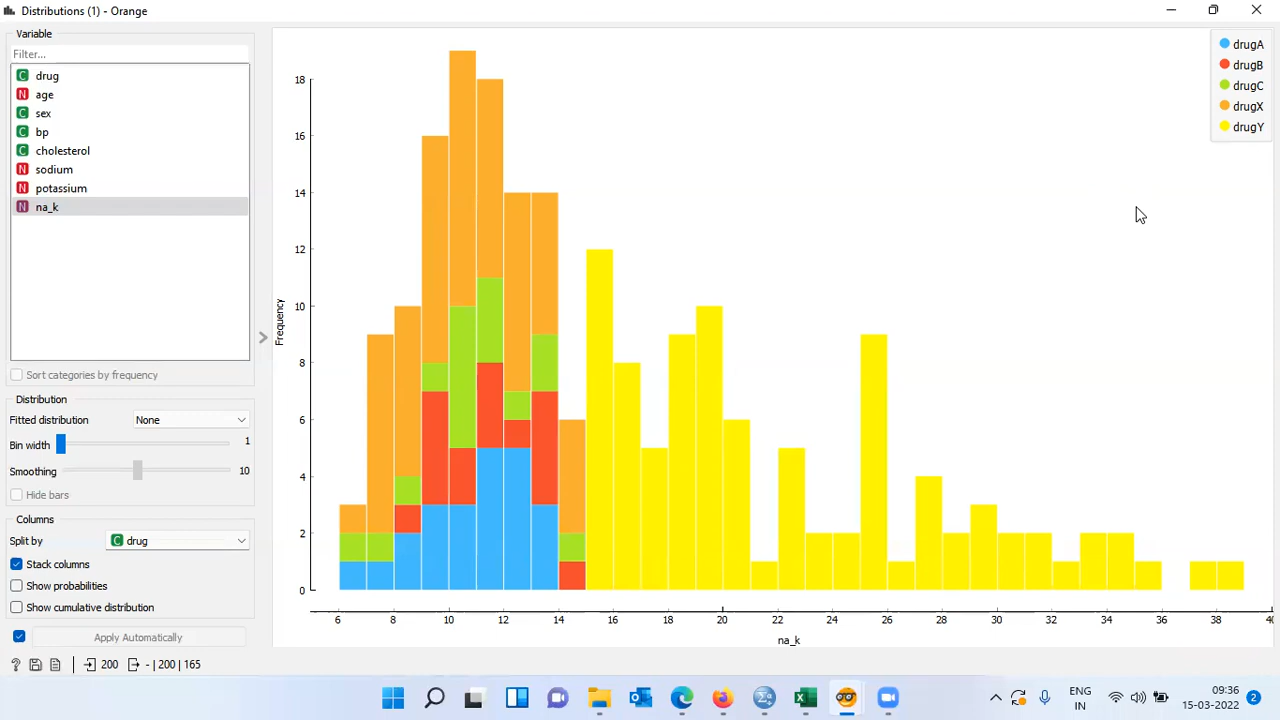 Distributions (1) - Orange
Variable
Filter...
C drug
N age
C sex
C bp
C cholesterol
N sodium
N potassium
N na_k
Sort categories by frequency
Distribution
Fitted distribution None
Bin width 1
Smoothing 10
Hide bars
Columns
Split by C drug
Stack columns
Show probabilities
Show cumulative distribution
Apply Automatically
? 200 - | 200 | 165
drugA
drugB
drugC
drugX
drugY
Frequency
18
16
14
12
10
8
6
4
2
0
6 8 10 12 14 16 18 20 22 24 26 28 30 32 34 36 38 40
na_k
ENG
IN
09:36
15-03-2022
2